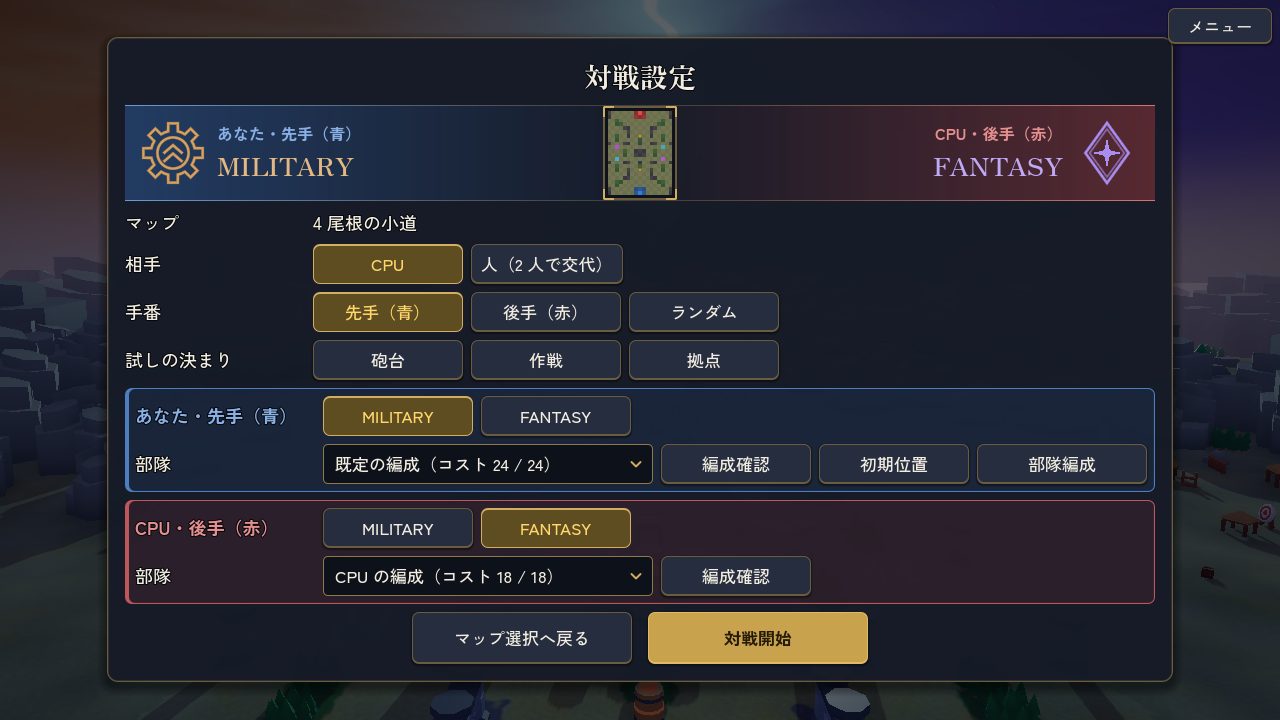 メニュー
対戦設定
あなた・先手（青）
MILITARY
CPU・後手（赤）
FANTASY
マップ 4 尾根の小道
相手 CPU 人（2 人で交代）
手番 先手（青） 後手（赤） ランダム
試しの決まり 砲台 作戦 拠点
あなた・先手（青） MILITARY FANTASY
部隊 既定の編成（コスト 24 / 24） 編成確認 初期位置 部隊編成
CPU・後手（赤） MILITARY FANTASY
部隊 CPU の編成（コスト 18 / 18） 編成確認
マップ選択へ戻る 対戦開始